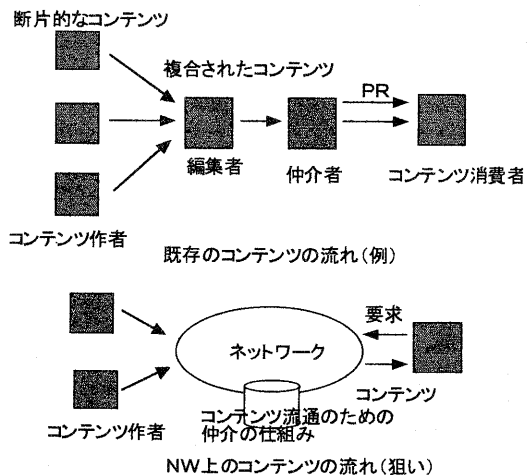 断片的なコンテンツ
複合されたコンテンツ
PR
編集者
仲介者
コンテンツ消費者
コンテンツ作者
既存のコンテンツの流れ(例)
要求
ネットワーク
コンテンツ
コンテンツ流通のための
仲介の仕組み
コンテンツ作者
NW上のコンテンツの流れ(狙い)